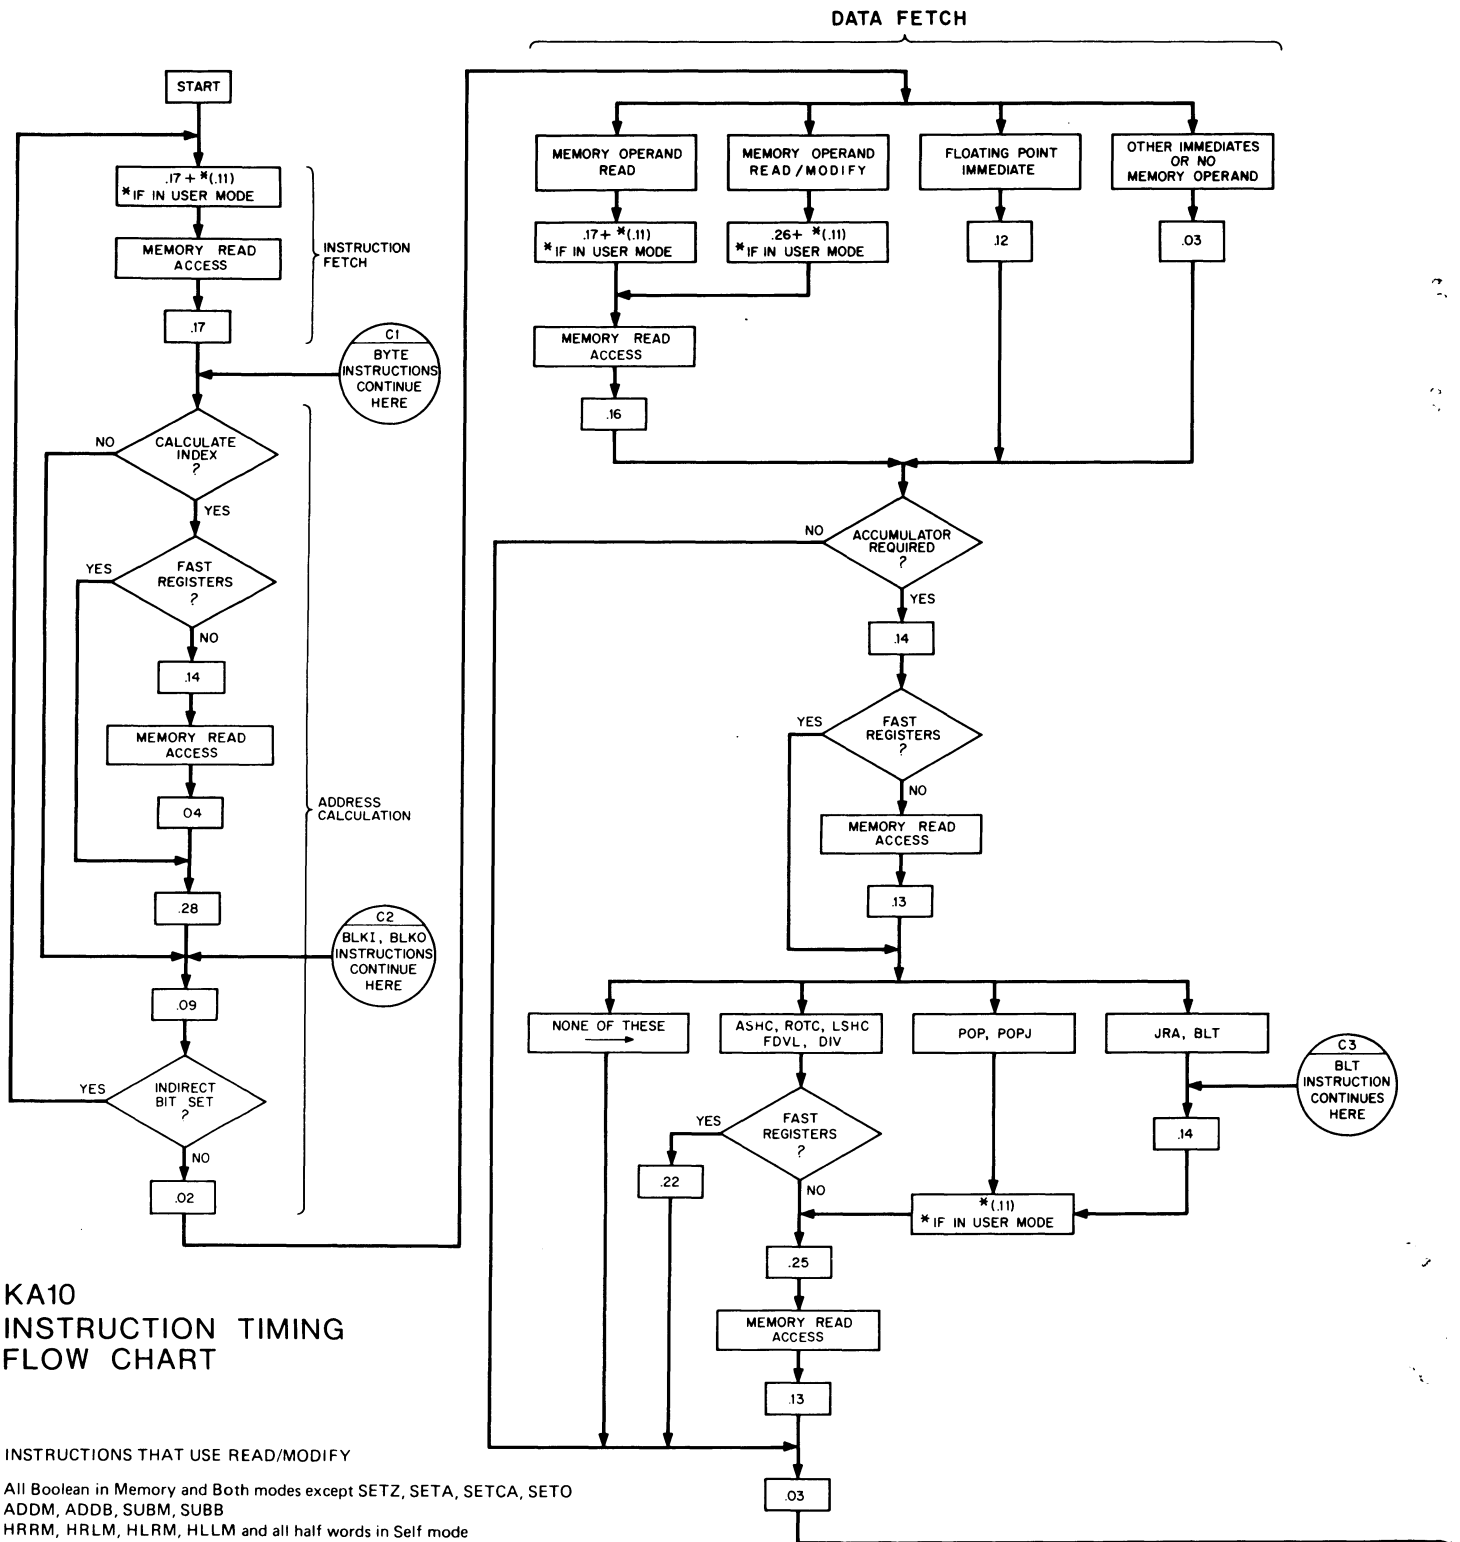 DATA FETCH
START
.17 + *(.11)
*IF IN USER MODE
MEMORY READ
ACCESS
.17
INSTRUCTION
FETCH
C1
BYTE
INSTRUCTIONS
CONTINUE
HERE
CALCULATE
INDEX
?
NO
YES
FAST
REGISTERS
?
YES
NO
.14
MEMORY READ
ACCESS
04
.28
ADDRESS
CALCULATION
C2
BLKI, BLKO
INSTRUCTIONS
CONTINUE
HERE
.09
INDIRECT
BIT SET
?
YES
NO
.02
MEMORY OPERAND
READ
MEMORY OPERAND
READ/MODIFY
FLOATING POINT
IMMEDIATE
OTHER IMMEDIATES
OR NO
MEMORY OPERAND
.17+ *(.11)
*IF IN USER MODE
.26+ *(.11)
*IF IN USER MODE
.12
.03
MEMORY READ
ACCESS
.16
ACCUMULATOR
REQUIRED
?
NO
YES
.14
FAST
REGISTERS
?
YES
NO
MEMORY READ
ACCESS
.13
NONE OF THESE
ASHC, ROTC, LSHC
FDVL, DIV
POP, POPJ
JRA, BLT
C3
BLT
INSTRUCTION
CONTINUES
HERE
FAST
REGISTERS
?
YES
NO
.22
.14
*(.11)
*IF IN USER MODE
.25
MEMORY READ
ACCESS
.13
.03
KA10
INSTRUCTION TIMING
FLOW CHART
INSTRUCTIONS THAT USE READ/MODIFY
All Boolean in Memory and Both modes except SETZ, SETA, SETCA, SETO
ADDM, ADDB, SUBM, SUBB
HRRM, HRLM, HLRM, HLLM and all half words in Self mode